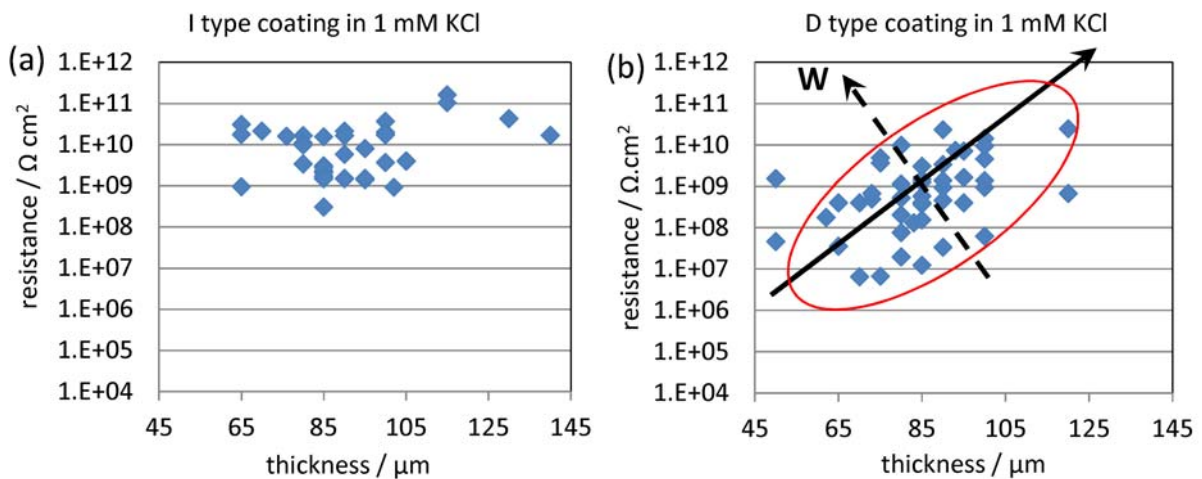 I type coating in 1 mM KCl
(a)
1.E+12
1.E+11
1.E+10
1.E+09
1.E+08
1.E+07
1.E+06
1.E+05
1.E+04
resistance / Ω cm²
45 65 85 105 125 145
thickness / µm
D type coating in 1 mM KCl
(b)
W
1.E+12
1.E+11
1.E+10
1.E+09
1.E+08
1.E+07
1.E+06
1.E+05
1.E+04
resistance / Ω.cm²
45 65 85 105 125 145
thickness / µm